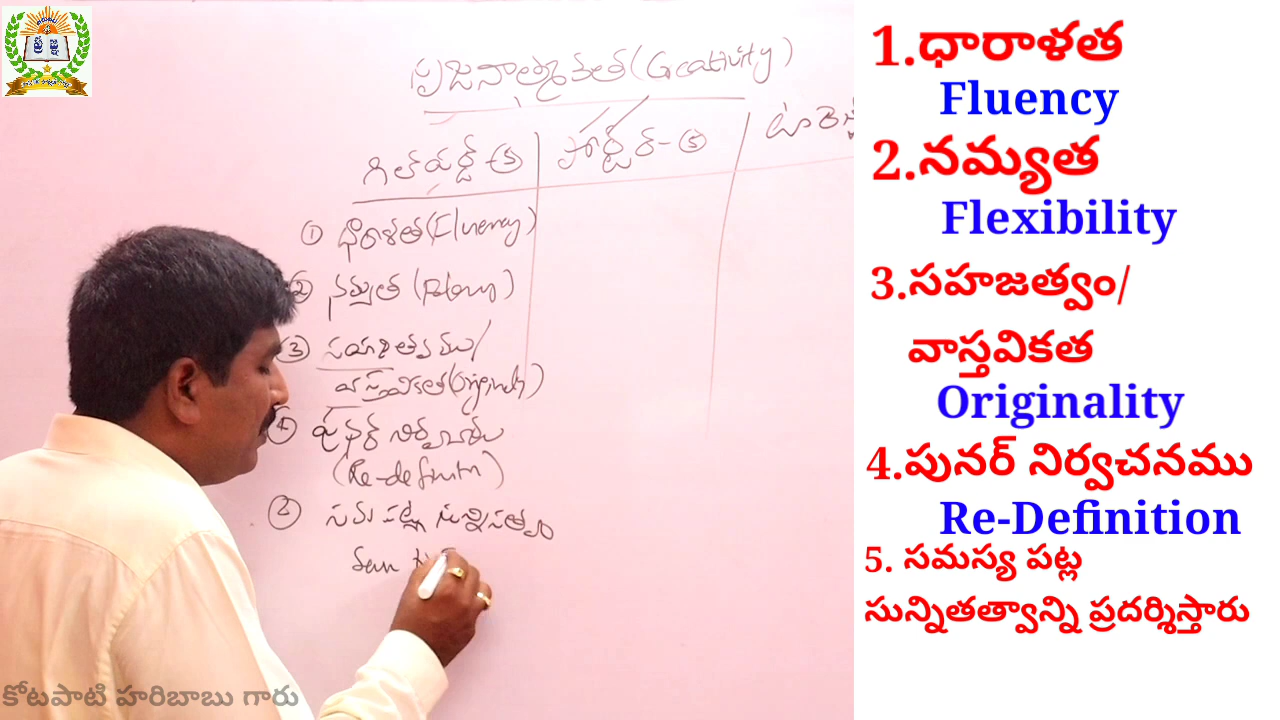 సృజనాత్మకత (Creativity)
గిల్‌ఫర్డ్ -⑤
పోర్టర్-⑤
① ధారాళత (Fluency)
② నమ్యత
③ సహజత్వము/
వాస్తవికత (Originality)
④ పునర్ నిర్వచనము
(Re-definition)
సమస్య పట్ల సున్నితత్వం
1.ధారాళత
Fluency
2.నమ్యత
Flexibility
3.సహజత్వం/
వాస్తవికత
Originality
4.పునర్ నిర్వచనము
Re-Definition
5. సమస్య పట్ల
సున్నితత్వాన్ని ప్రదర్శిస్తారు
కోటపాటి హరిబాబు గారు